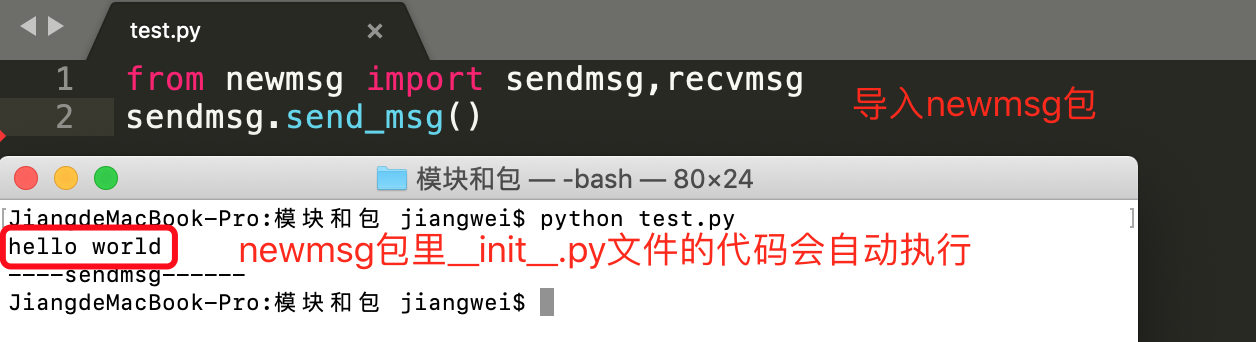 test.py ×
1 from newmsg import sendmsg,recvmsg
导入newmsg包
2 sendmsg.send_msg()
模块和包 — -bash — 80×24
[JiangdeMacBook-Pro:模块和包 jiangwei$ python test.py ]
hello world
newmsg包里__init__.py文件的代码会自动执行
----sendmsg------
JiangdeMacBook-Pro:模块和包 jiangwei$